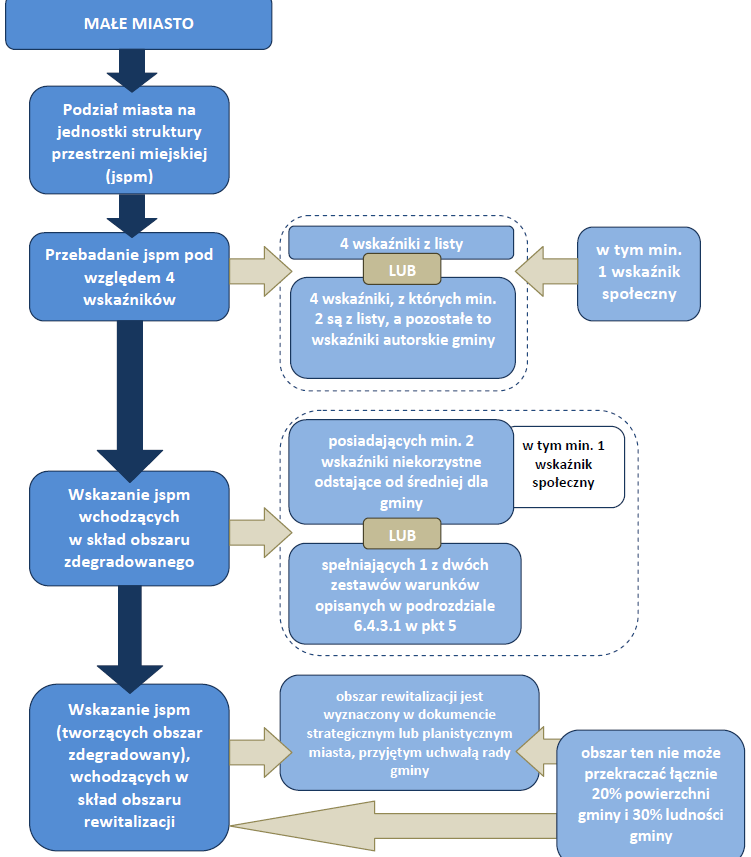 MAŁE MIASTO
Podział miasta na
jednostki struktury
przestrzeni miejskiej
(jspm)
Przebadanie jspm pod
względem 4
wskaźników
4 wskaźniki z listy
LUB
4 wskaźniki, z których min.
2 są z listy, a pozostałe to
wskaźniki autorskie gminy
w tym min.
1 wskaźnik
społeczny
Wskazanie jspm
wchodzących
w skład obszaru
zdegradowanego
posiadających min. 2
wskaźniki niekorzystne
odstające od średniej dla
gminy
w tym min. 1
wskaźnik
społeczny
LUB
spełniających 1 z dwóch
zestawów warunków
opisanych w podrozdziale
6.4.3.1 w pkt 5
Wskazanie jspm
(tworzących obszar
zdegradowany),
wchodzących w
skład obszaru
rewitalizacji
obszar rewitalizacji jest
wyznaczony w dokumencie
strategicznym lub planistycznym
miasta, przyjętym uchwałą rady
gminy
obszar ten nie może
przekraczać łącznie
20% powierzchni
gminy i 30% ludności
gminy